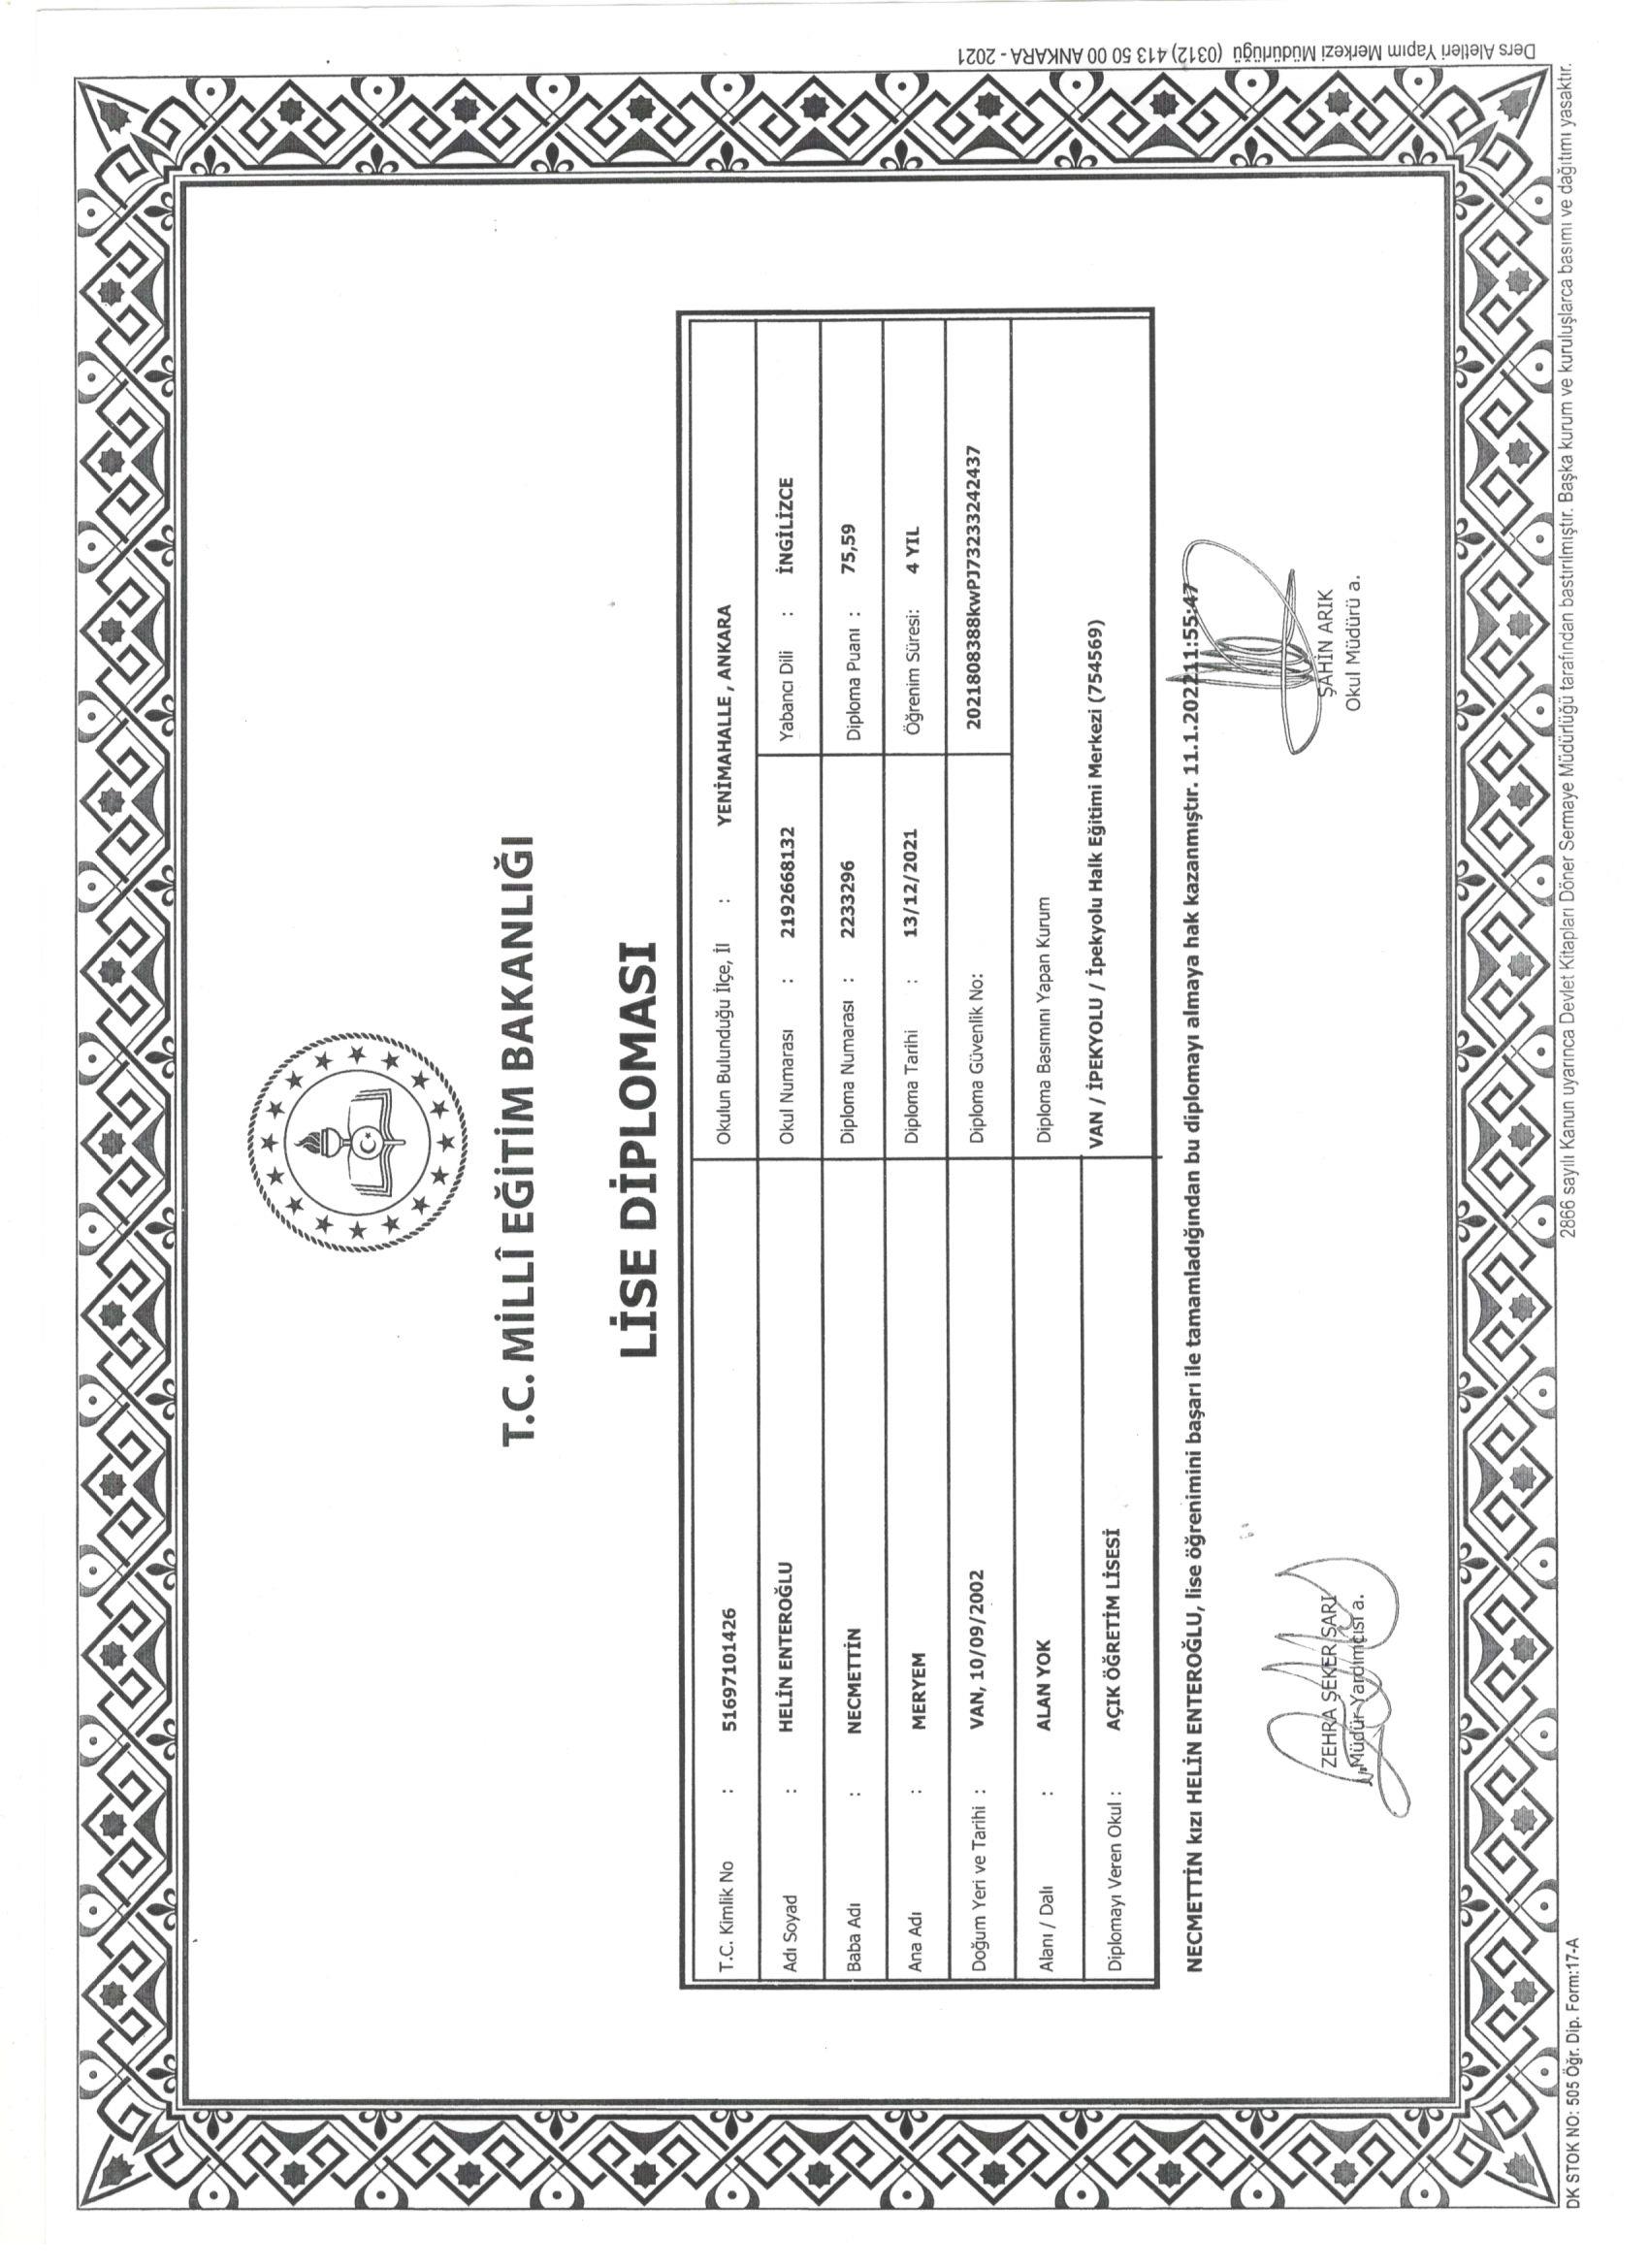 T.C. MİLLÎ EĞİTİM BAKANLIĞI
LİSE DİPLOMASI
T.C. Kimlik No : 51697101426
Okulun Bulunduğu İlçe, İl : YENİMAHALLE , ANKARA
Adı Soyad : HELİN ENTEROĞLU
Okul Numarası : 2192668132
Yabancı Dili : İNGİLİZCE
Baba Adı : NECMETTİN
Diploma Numarası : 2233296
Diploma Puanı : 75,59
Ana Adı : MERYEM
Diploma Tarihi : 13/12/2021
Öğrenim Süresi: 4 YIL
Doğum Yeri ve Tarihi : VAN, 10/09/2002
Diploma Güvenlik No: 2021808388kwPJ73233242437
Alanı / Dalı : ALAN YOK
Diploma Basımını Yapan Kurum
Diplomayı Veren Okul : AÇIK ÖĞRETİM LİSESİ
VAN / İPEKYOLU / İpekyolu Halk Eğitimi Merkezi (754569)
NECMETTİN kızı HELİN ENTEROĞLU, lise öğrenimini başarı ile tamamladığından bu diplomayı almaya hak kazanmıştır. 11.1.202211:55:47
ZEHRA ŞEKER SARI
Müdür Yardımcısı a.
ŞAHİN ARIK
Okul Müdürü a.
DK STOK NO: 505 Öğr. Dip. Form:17-A
2866 sayılı Kanun uyarınca Devlet Kitapları Döner Sermaye Müdürlüğü tarafından bastırılmıştır. Başka kurum ve kuruluşlarca basımı ve dağıtımı yasaktır.
Ders Aletleri Yapım Merkezi Müdürlüğü (0312) 413 50 00 ANKARA - 2021